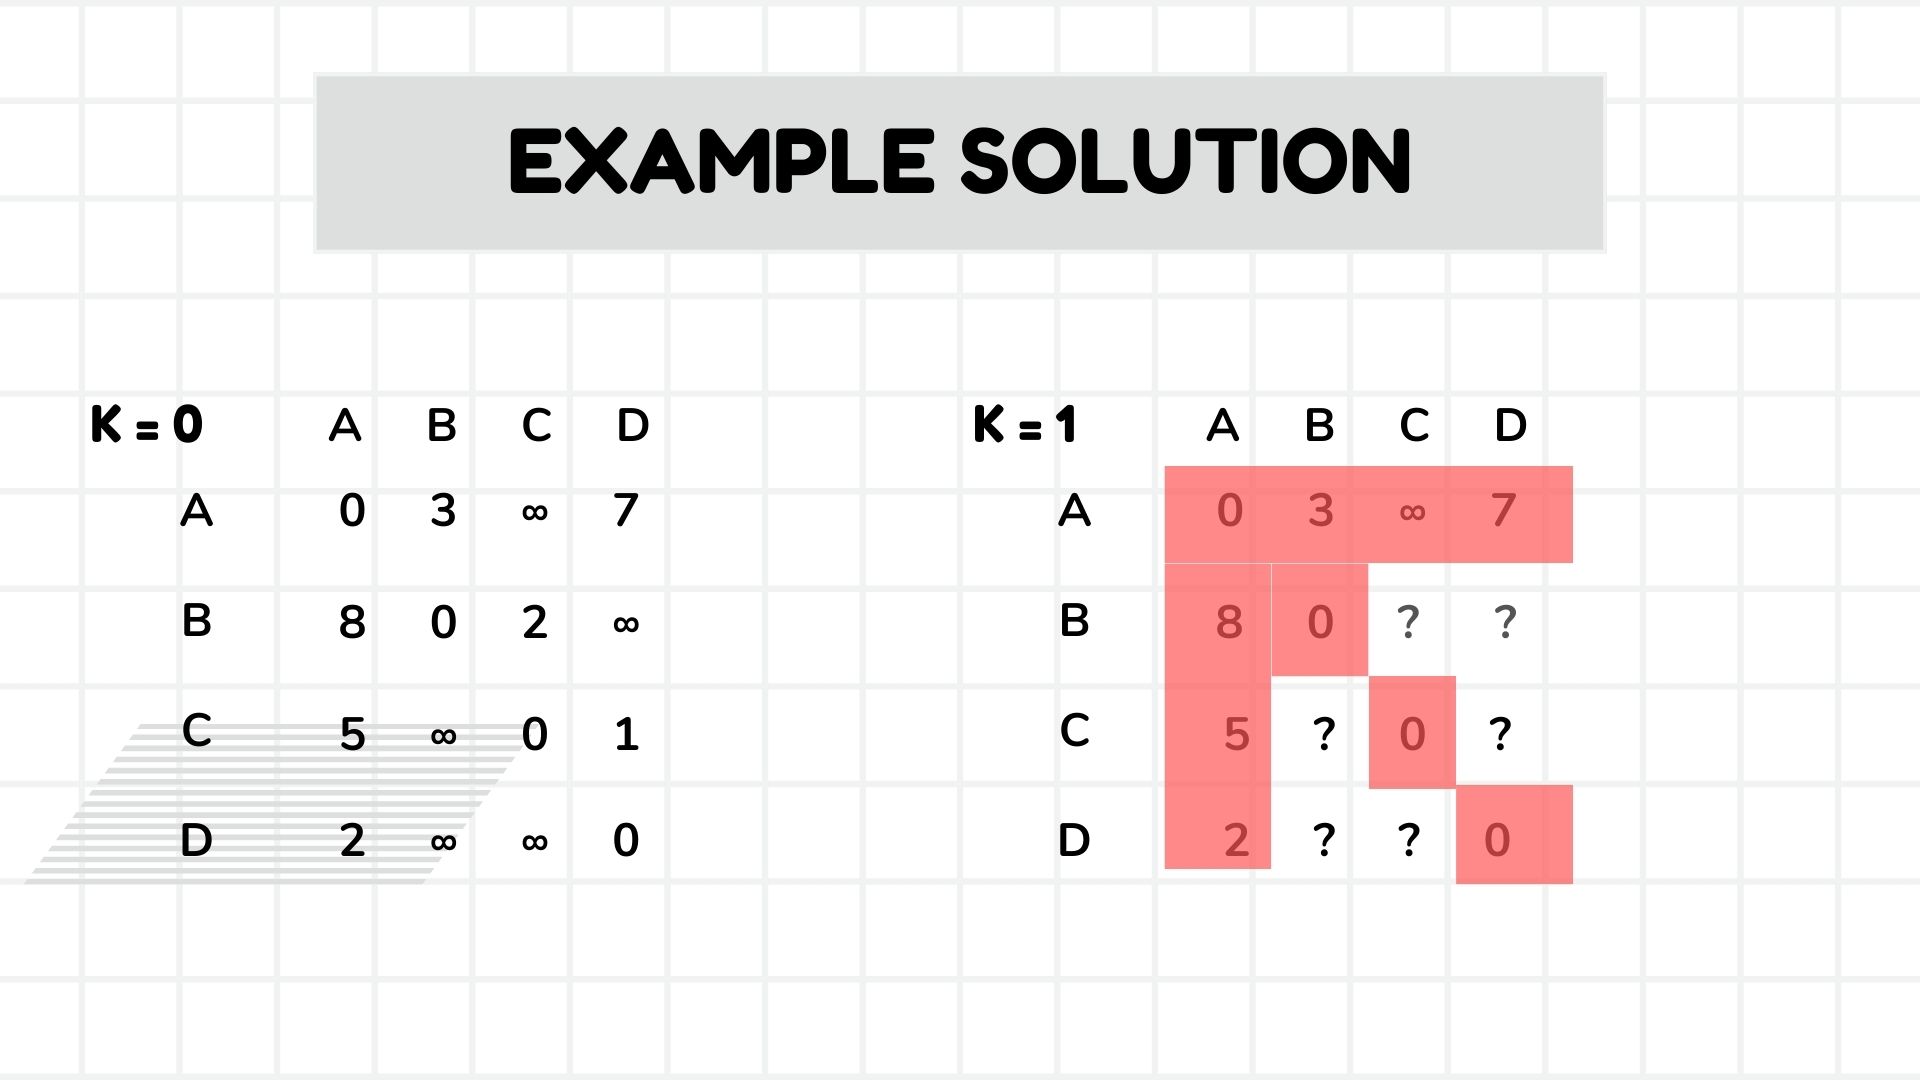 EXAMPLE SOLUTION
K = 0 A B C D
A 0 3 ∞ 7
B 8 0 2 ∞
C 5 ∞ 0 1
D 2 ∞ ∞ 0
K = 1 A B C D
A 0 3 ∞ 7
B 8 0 ? ?
C 5 ? 0 ?
D 2 ? ? 0